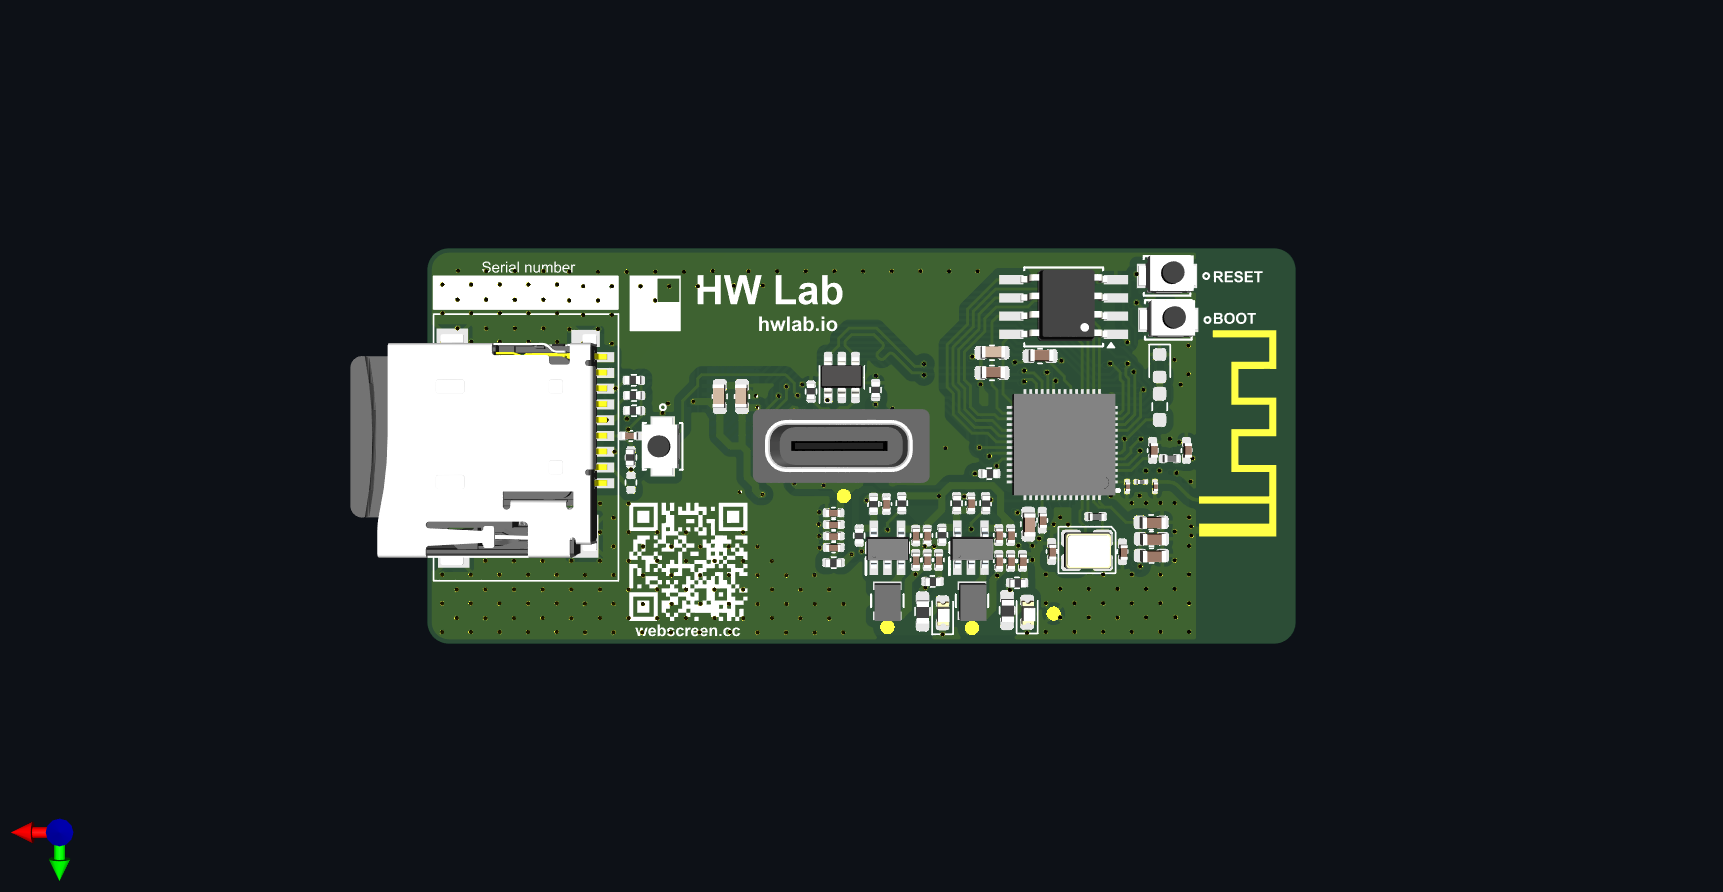 Serial number
HW Lab
hwlab.io
RESET
BOOT
webscreen.cc